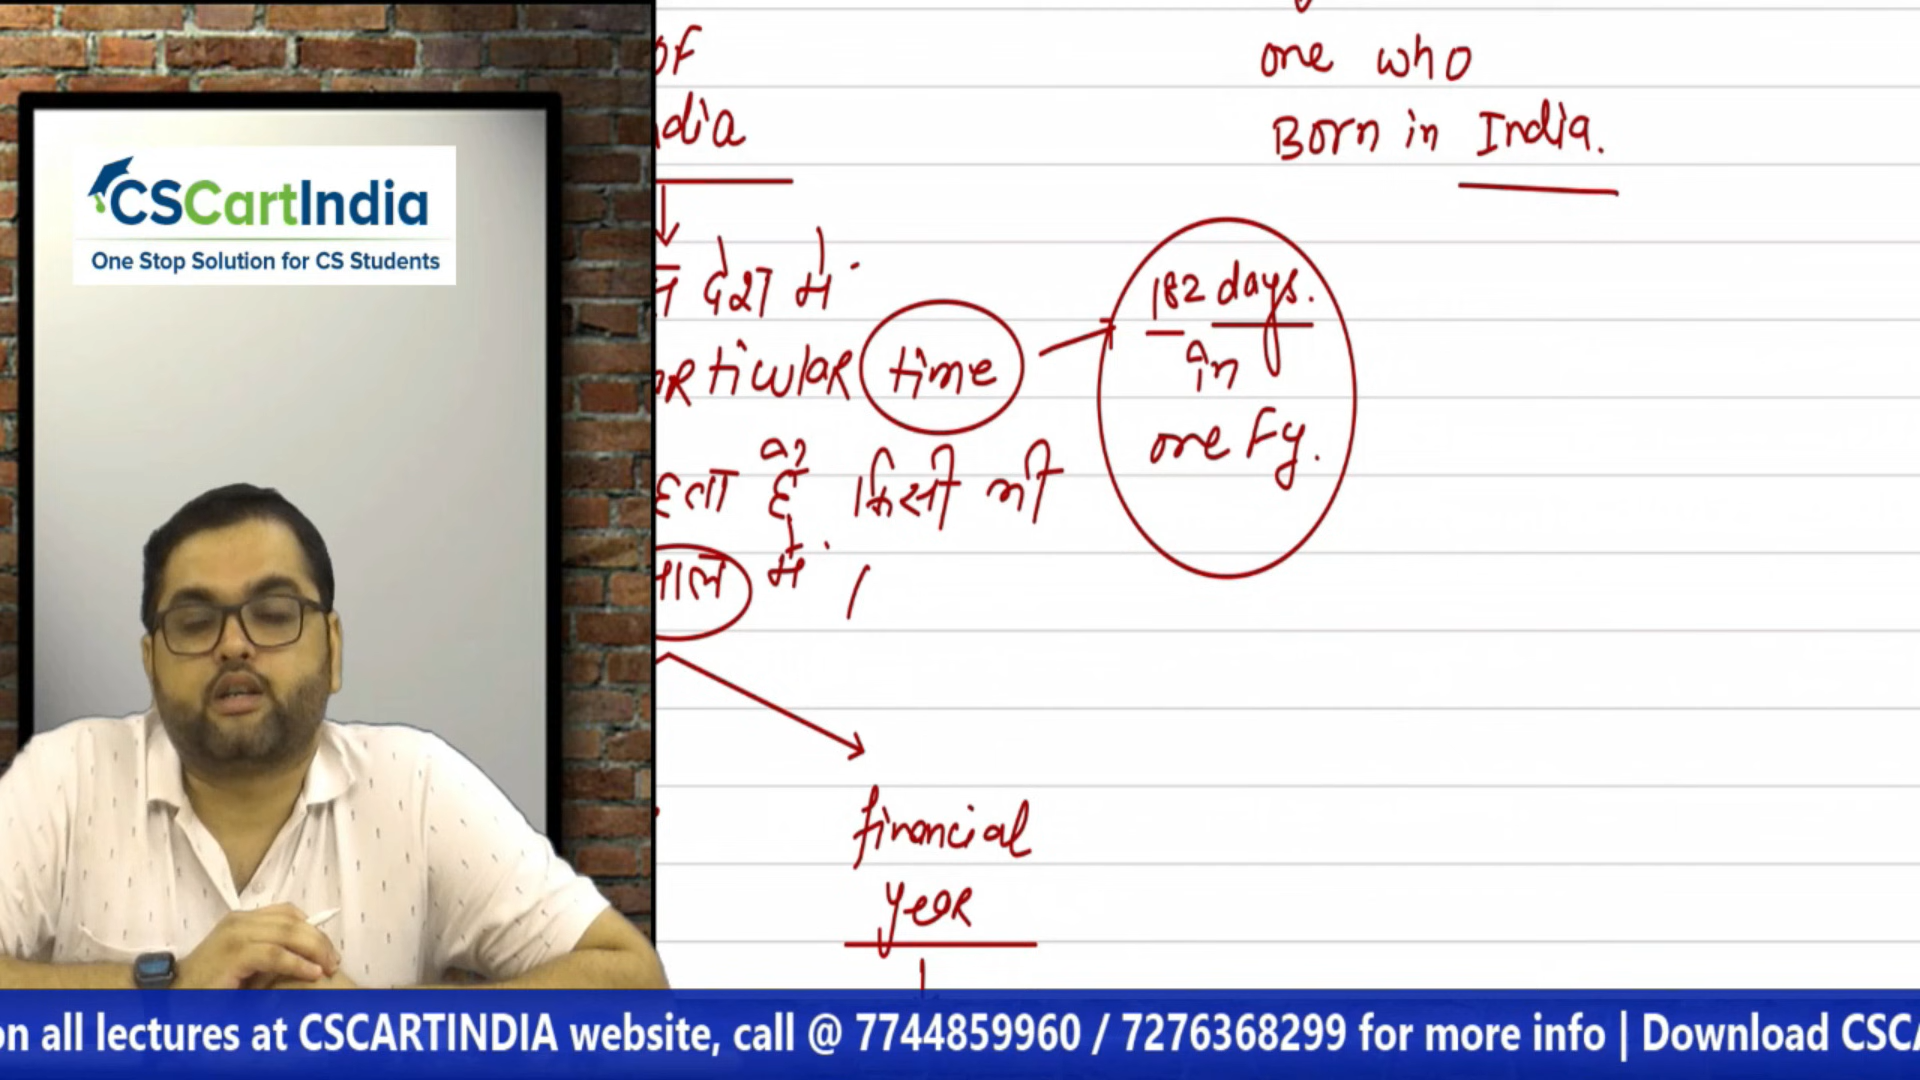 CSCartIndia
One Stop Solution for CS Students
of
dia
देश में
particular time
है किसी भी
साल में ।
financial
year
one who
Born in India.
182 days.
in
one Fy.
on all lectures at CSCARTINDIA website, call @ 7744859960 / 7276368299 for more info | Download CSCA